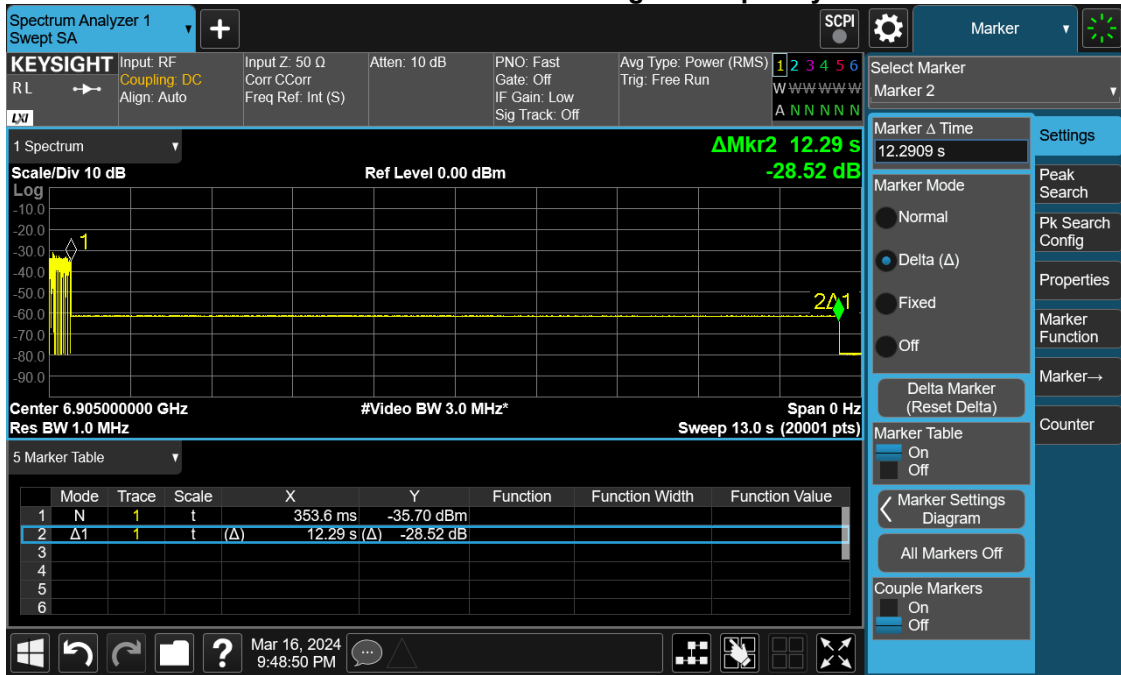 Spectrum Analyzer 1
Swept SA
+
SCPI
Marker
KEYSIGHT
RL
LXI
Input: RF
Coupling: DC
Align: Auto
Input Z: 50 Ω
Corr CCorr
Freq Ref: Int (S)
Atten: 10 dB
PNO: Fast
Gate: Off
IF Gain: Low
Sig Track: Off
Avg Type: Power (RMS)
Trig: Free Run
1 2 3 4 5 6
W W W W W W
A N N N N N
Select Marker
Marker 2
1 Spectrum
Scale/Div 10 dB
Ref Level 0.00 dBm
ΔMkr2 12.29 s
-28.52 dB
Log
-10.0
-20.0
-30.0
-40.0
-50.0
-60.0
-70.0
-80.0
-90.0
1
2Δ1
Center 6.905000000 GHz
#Video BW 3.0 MHz*
Span 0 Hz
Res BW 1.0 MHz
Sweep 13.0 s (20001 pts)
5 Marker Table
Mode Trace Scale X Y Function Function Width Function Value
1 N 1 t 353.6 ms -35.70 dBm
2 Δ1 1 t (Δ) 12.29 s (Δ) -28.52 dB
3
4
5
6
Marker Δ Time
12.2909 s
Marker Mode
Normal
Delta (Δ)
Fixed
Off
Delta Marker
(Reset Delta)
Marker Table
On
Off
Marker Settings
Diagram
All Markers Off
Couple Markers
On
Off
Settings
Peak
Search
Pk Search
Config
Properties
Marker
Function
Marker→
Counter
?
Mar 16, 2024
9:48:50 PM